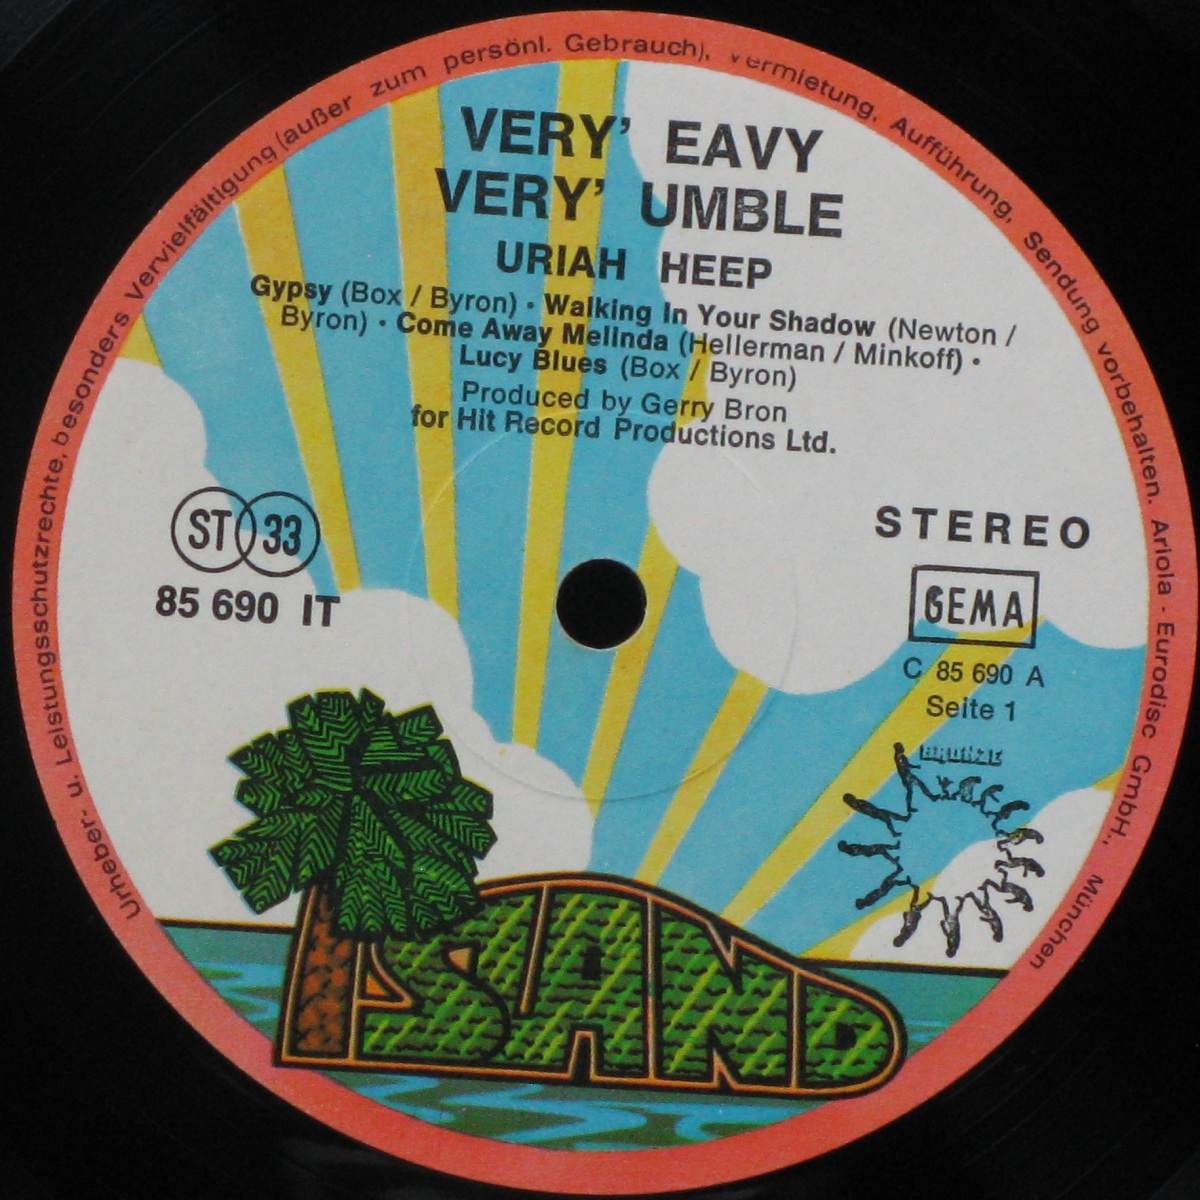 Urheber- u. Leistungsschutzrechte, besonders Vervielfältigung (außer zum persönl. Gebrauch), Vermietung, Aufführung, Sendung vorbehalten. Ariola - Eurodisc GmbH., München
VERY' EAVY
VERY' UMBLE
URIAH HEEP
Gypsy (Box / Byron) • Walking In Your Shadow (Newton /
Byron) • Come Away Melinda (Hellerman / Minkoff) •
Lucy Blues (Box / Byron)
Produced by Gerry Bron
for Hit Record Productions Ltd.
ST 33
85 690 IT
STEREO
GEMA
C 85 690 A
Seite 1
BRONZE
ISLAND